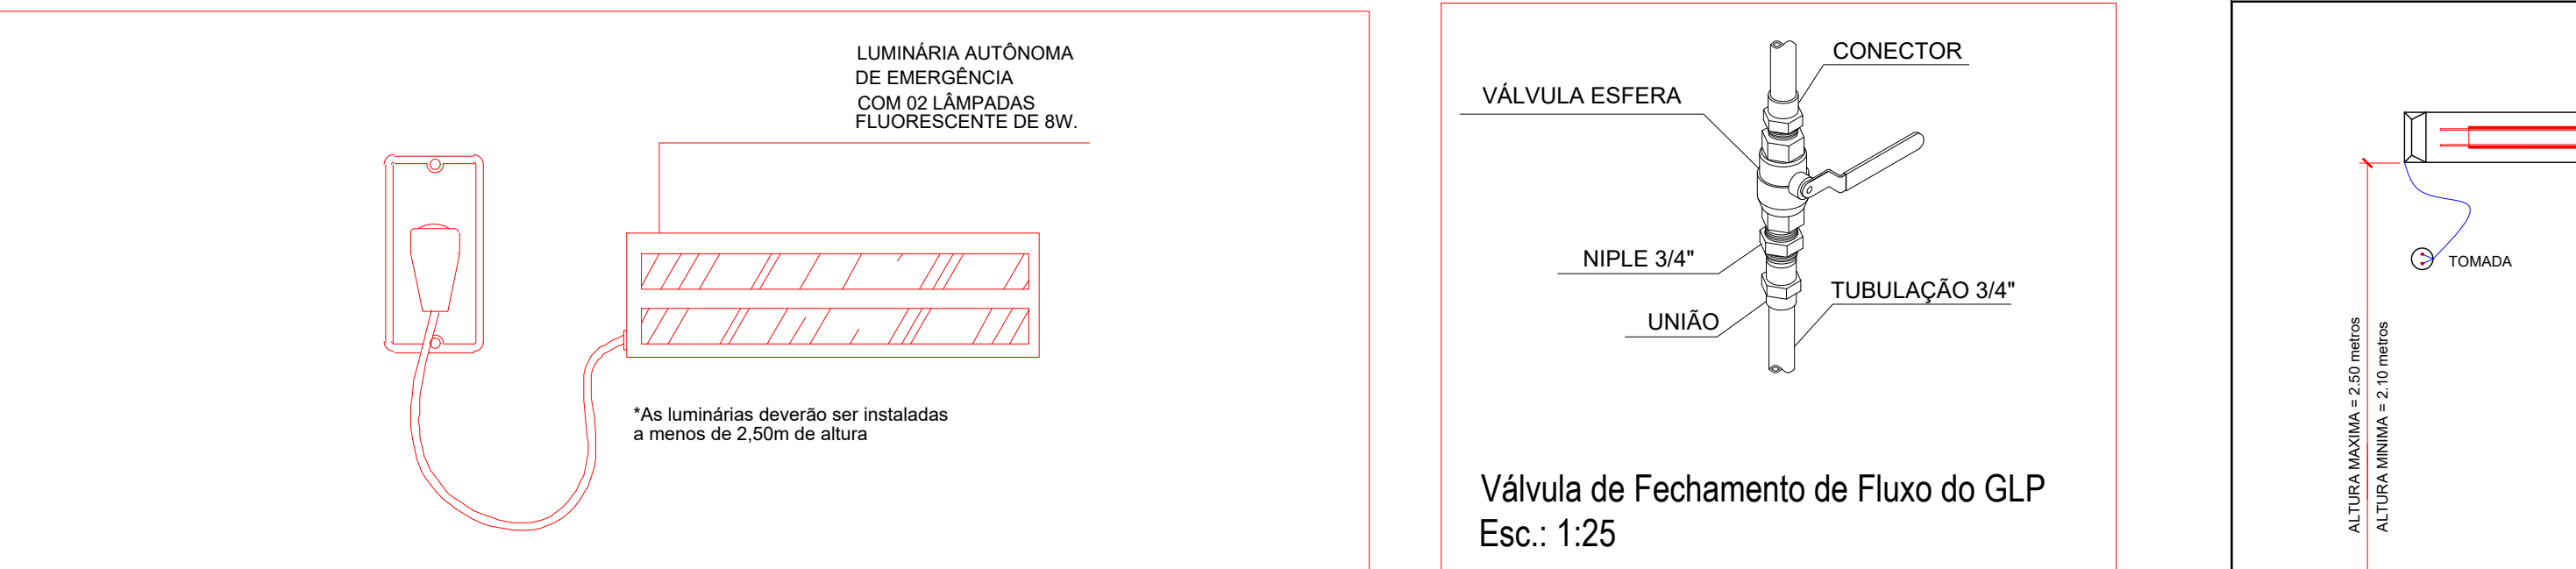 LUMINÁRIA AUTÔNOMA
DE EMERGÊNCIA
COM 02 LÂMPADAS
FLUORESCENTE DE 8W.
*As luminárias deverão ser instaladas
a menos de 2,50m de altura
CONECTOR
VÁLVULA ESFERA
NIPLE 3/4"
TUBULAÇÃO 3/4"
UNIÃO
Válvula de Fechamento de Fluxo do GLP
Esc.: 1:25
TOMADA
ALTURA MAXIMA = 2.50 metros
ALTURA MINIMA = 2.10 metros